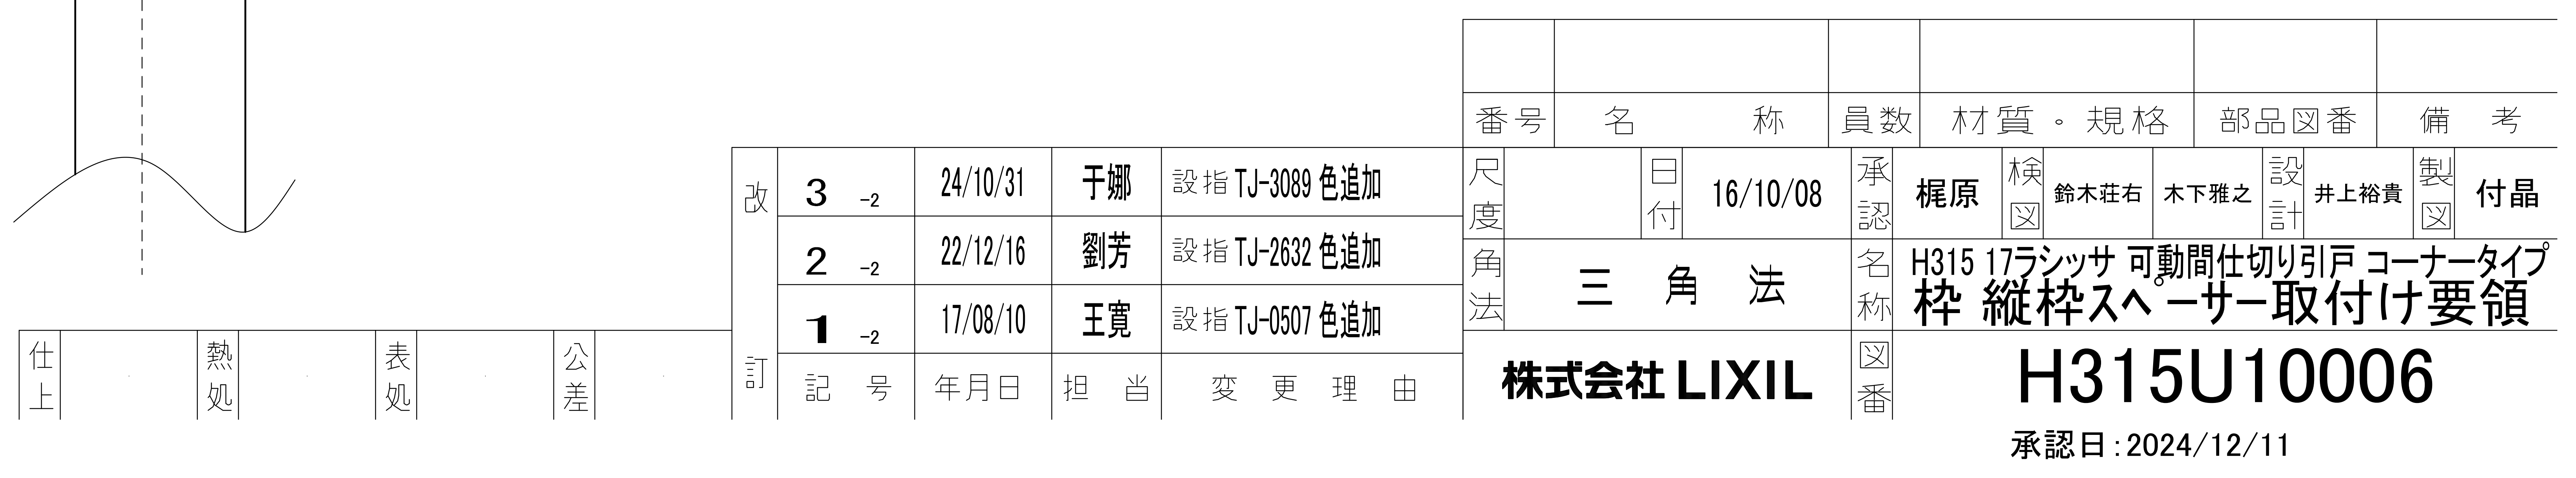 番号 名称 員数 材質・規格 部品図番 備考
改訂
3 -2 24/10/31 于娜 設指 TJ-3089 色追加
2 -2 22/12/16 劉芳 設指 TJ-2632 色追加
1 -2 17/08/10 王寛 設指 TJ-0507 色追加
記号 年月日 担当 変更理由
尺度 日付 16/10/08 承認 梶原 検図 鈴木荘右 木下雅之 設計 井上裕貴 製図 付晶
角法 三角法
名称 H315 17ラシッサ 可動間仕切り引戸 コーナータイプ
枠 縦枠スペーサー取付け要領
仕上 熱処 表処 公差
株式会社 LIXIL
図番 H315U10006
承認日:2024/12/11